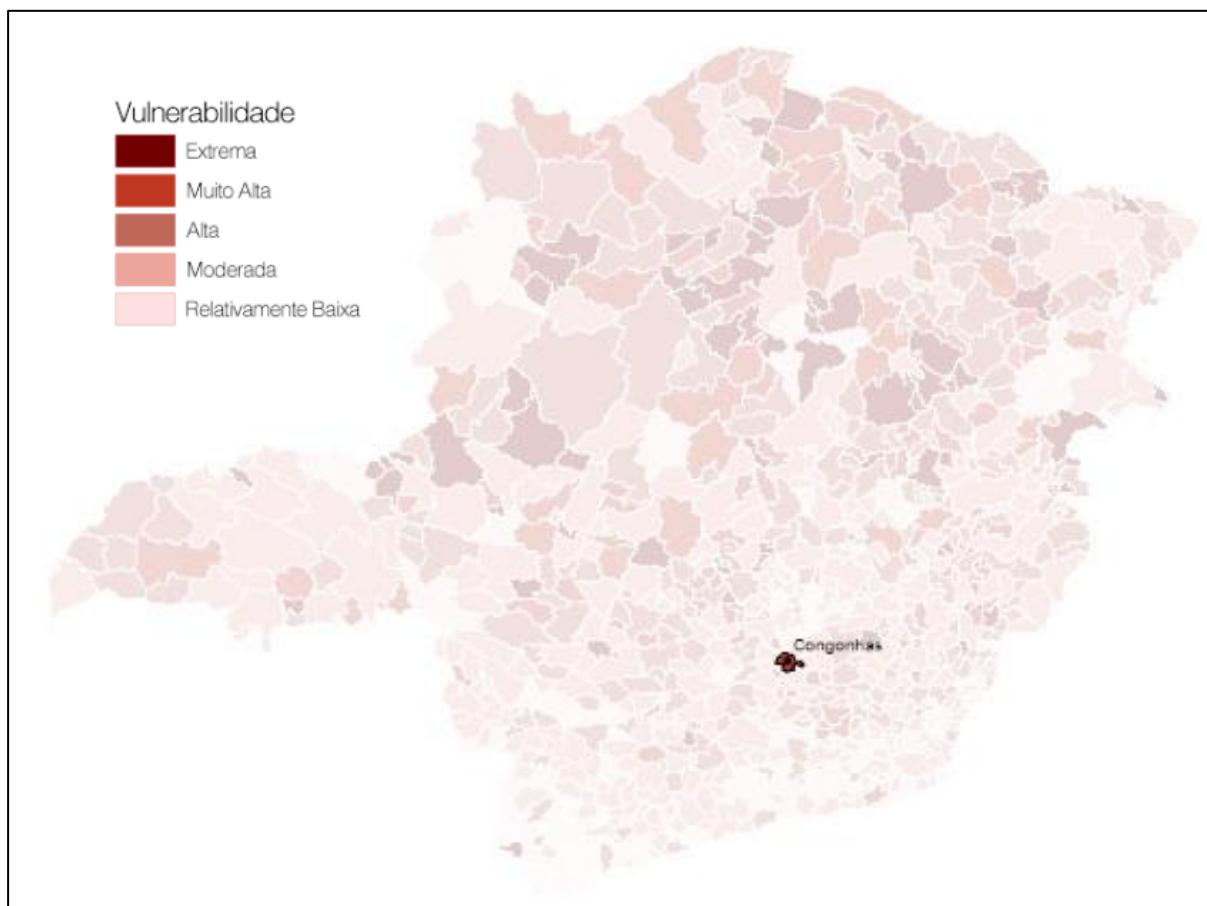 Vulnerabilidade
Extrema
Muito Alta
Alta
Moderada
Relativamente Baixa
Congonhas